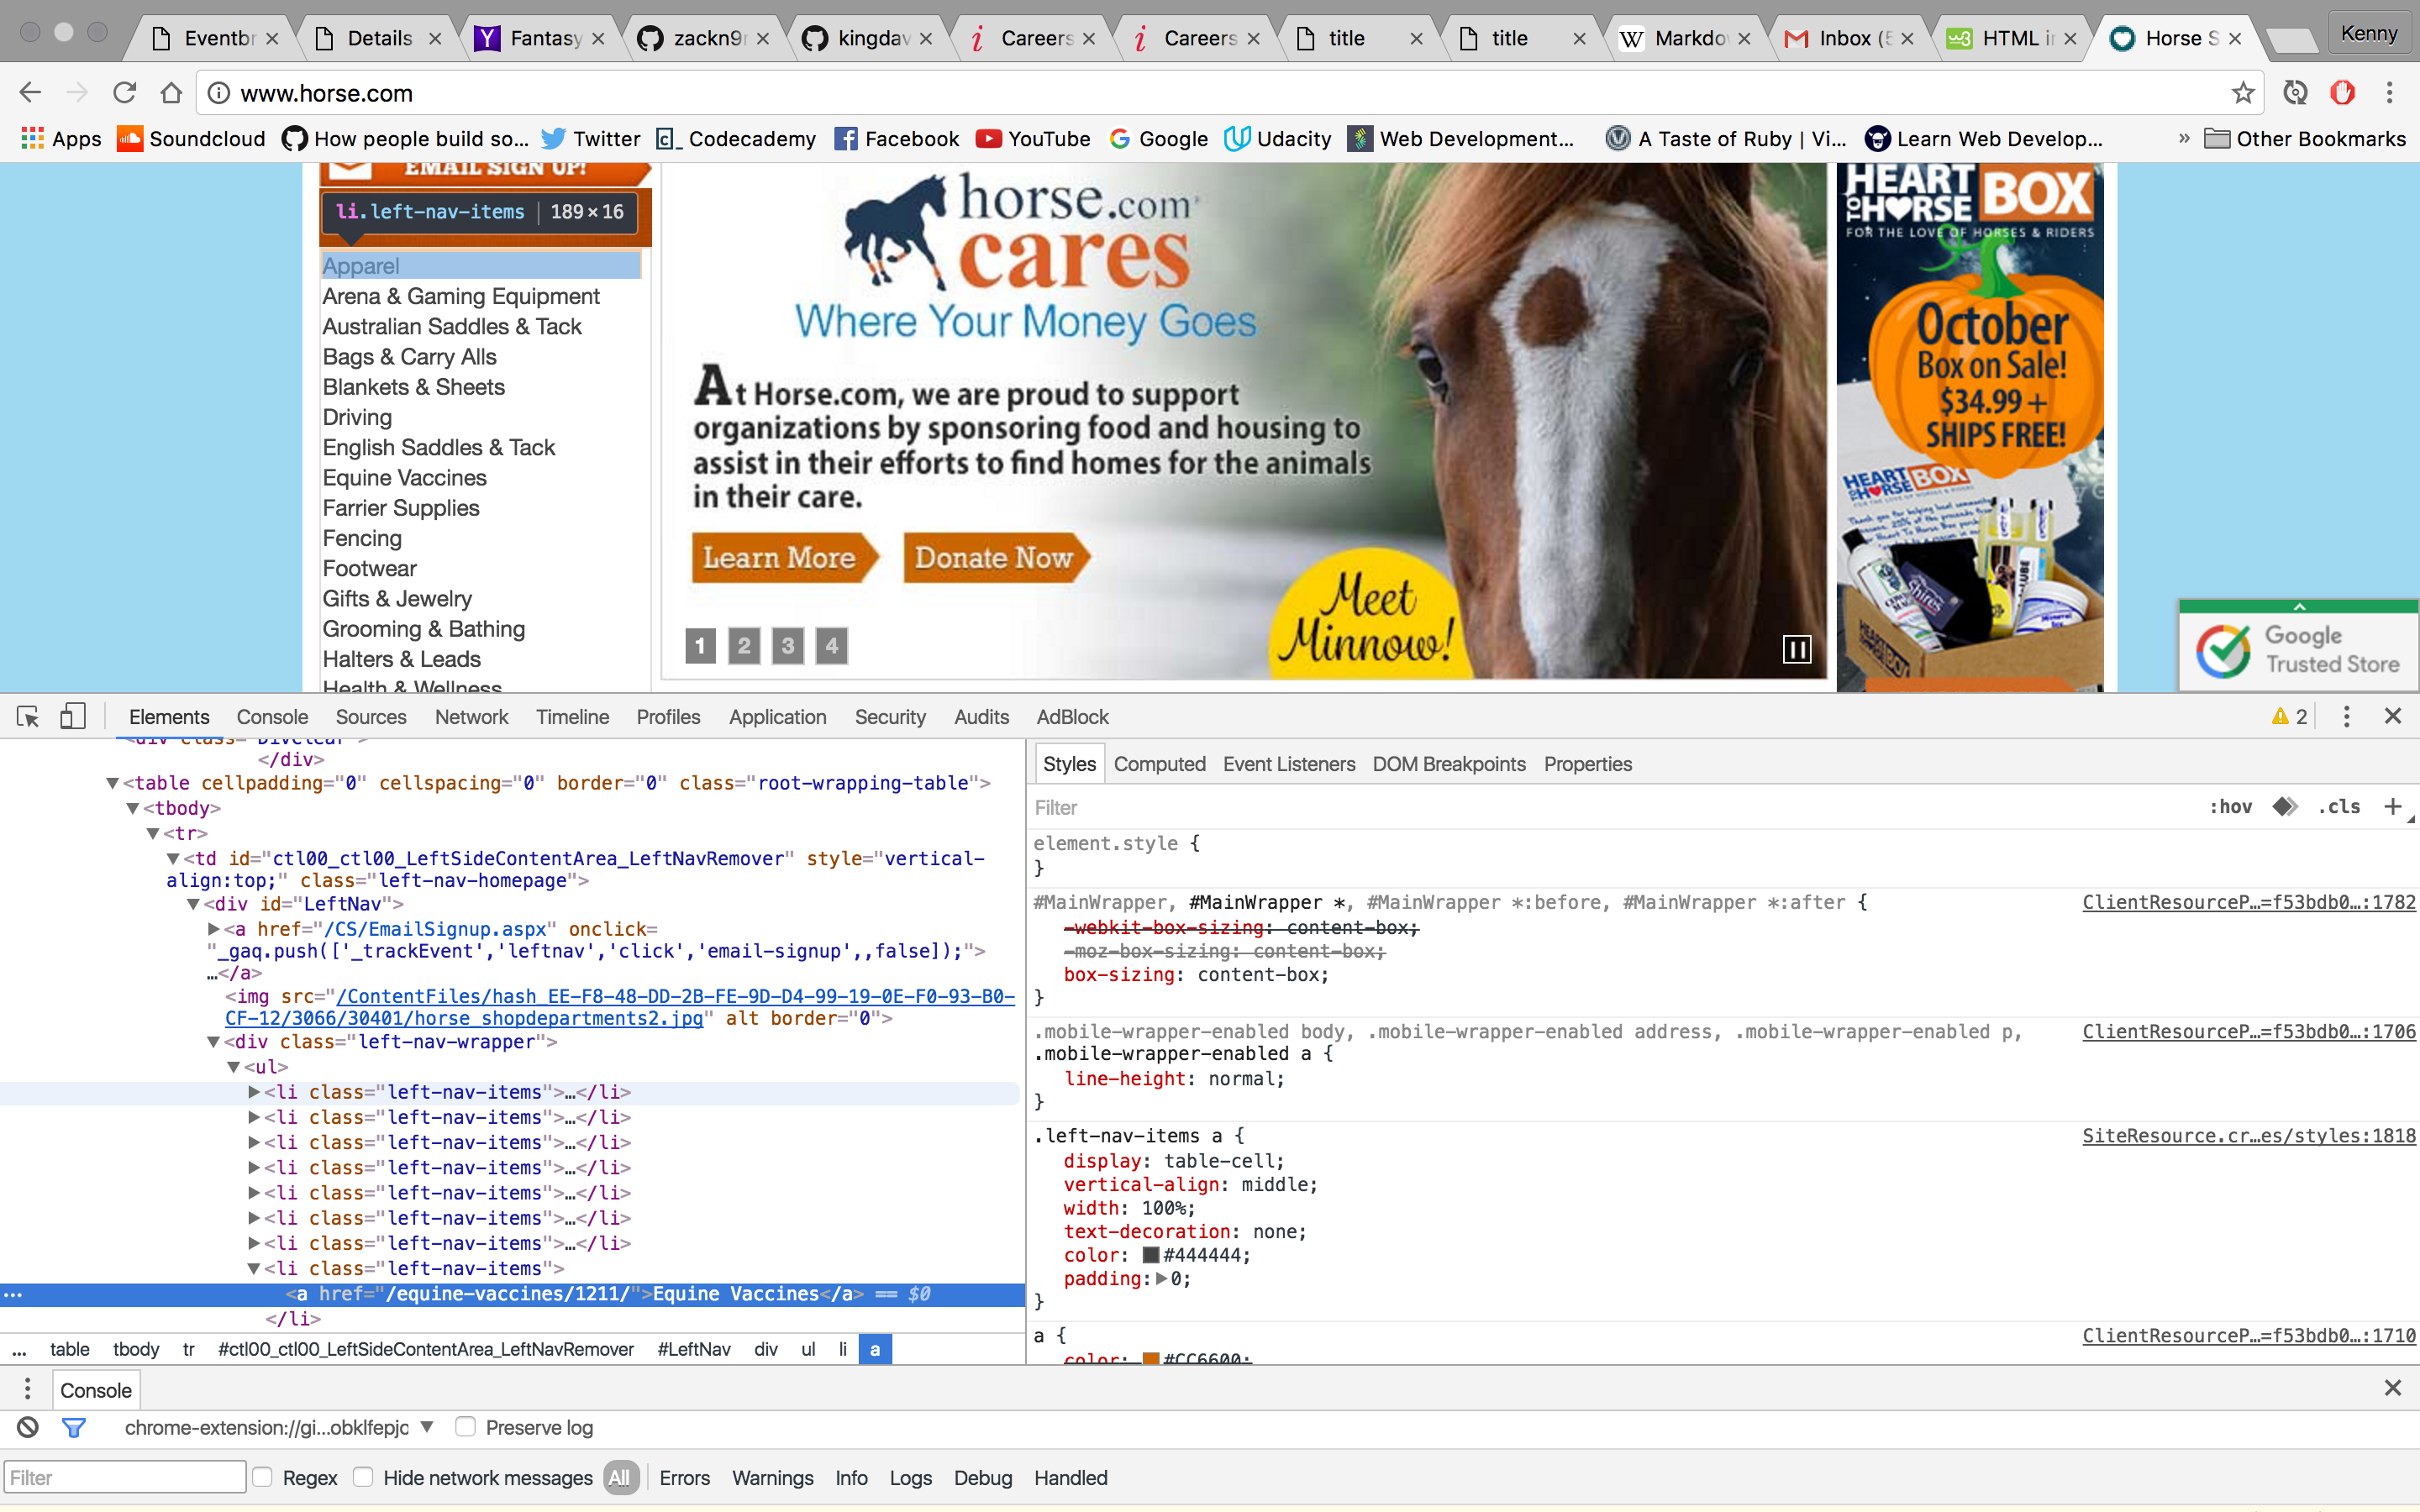 Eventbr
Details
Fantasy
zackn9r
kingdav
Careers
Careers
title
title
Markdo
Inbox (
HTML i
Horse S
Kenny
www.horse.com
Apps
Soundcloud
How people build so...
Twitter
Codecademy
Facebook
YouTube
Google
Udacity
Web Development...
A Taste of Ruby | Vi...
Learn Web Develop...
» Other Bookmarks
EMAIL SIGN UP!
li.left-nav-items | 189 × 16
Apparel
Arena & Gaming Equipment
Australian Saddles & Tack
Bags & Carry Alls
Blankets & Sheets
Driving
English Saddles & Tack
Equine Vaccines
Farrier Supplies
Fencing
Footwear
Gifts & Jewelry
Grooming & Bathing
Halters & Leads
Health & Wellness
horse.com
cares
Where Your Money Goes
At Horse.com, we are proud to support
organizations by sponsoring food and housing to
assist in their efforts to find homes for the animals
in their care.
Learn More
Donate Now
1 2 3 4
Meet
Minnow!
HEART
TO HORSE BOX
FOR THE LOVE OF HORSES & RIDERS
October
Box on Sale!
$34.99 +
SHIPS FREE!
HEART
HORSE BOX
Google
Trusted Store
Elements Console Sources Network Timeline Profiles Application Security Audits AdBlock
2
<div class="DivClear">
</div>
<table cellpadding="0" cellspacing="0" border="0" class="root-wrapping-table">
<tbody>
<tr>
<td id="ctl00_ctl00_LeftSideContentArea_LeftNavRemover" style="vertical-
align:top;" class="left-nav-homepage">
<div id="LeftNav">
<a href="/CS/EmailSignup.aspx" onclick=
"_gaq.push(['_trackEvent','leftnav','click','email-signup',,false]);">
…</a>
<img src="/ContentFiles/hash_EE-F8-48-DD-2B-FE-9D-D4-99-19-0E-F0-93-B0-
CF-12/3066/30401/horse_shopdepartments2.jpg" alt border="0">
<div class="left-nav-wrapper">
<ul>
<li class="left-nav-items">…</li>
<li class="left-nav-items">…</li>
<li class="left-nav-items">…</li>
<li class="left-nav-items">…</li>
<li class="left-nav-items">…</li>
<li class="left-nav-items">…</li>
<li class="left-nav-items">…</li>
<li class="left-nav-items">
<a href="/equine-vaccines/1211/">Equine Vaccines</a> == $0
</li>
... table tbody tr #ctl00_ctl00_LeftSideContentArea_LeftNavRemover #LeftNav div ul li a
Styles Computed Event Listeners DOM Breakpoints Properties
Filter
:hov .cls +
element.style {
}
#MainWrapper, #MainWrapper *, #MainWrapper *:before, #MainWrapper *:after {
ClientResourceP…=f53bdb0…:1782
-webkit-box-sizing: content-box;
-moz-box-sizing: content-box;
box-sizing: content-box;
}
.mobile-wrapper-enabled body, .mobile-wrapper-enabled address, .mobile-wrapper-enabled p,
ClientResourceP…=f53bdb0…:1706
.mobile-wrapper-enabled a {
line-height: normal;
}
.left-nav-items a {
SiteResource.cr…es/styles:1818
display: table-cell;
vertical-align: middle;
width: 100%;
text-decoration: none;
color: #444444;
padding: 0;
}
a {
ClientResourceP…=f53bdb0…:1710
color: #CC6600;
Console
chrome-extension://gi...obklfepjc
Preserve log
Filter
Regex
Hide network messages
All Errors Warnings Info Logs Debug Handled